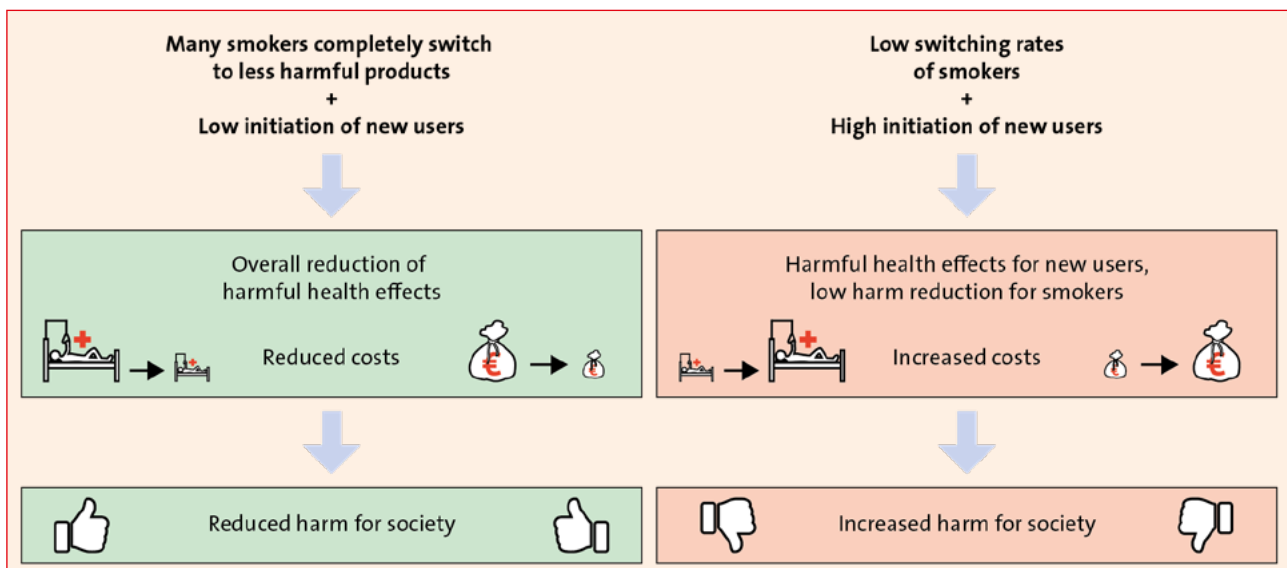 Many smokers completely switch
to less harmful products
+
Low initiation of new users
Low switching rates
of smokers
+
High initiation of new users
Overall reduction of
harmful health effects
Reduced costs
€
€
Harmful health effects for new users,
low harm reduction for smokers
Increased costs
€
€
Reduced harm for society
Increased harm for society